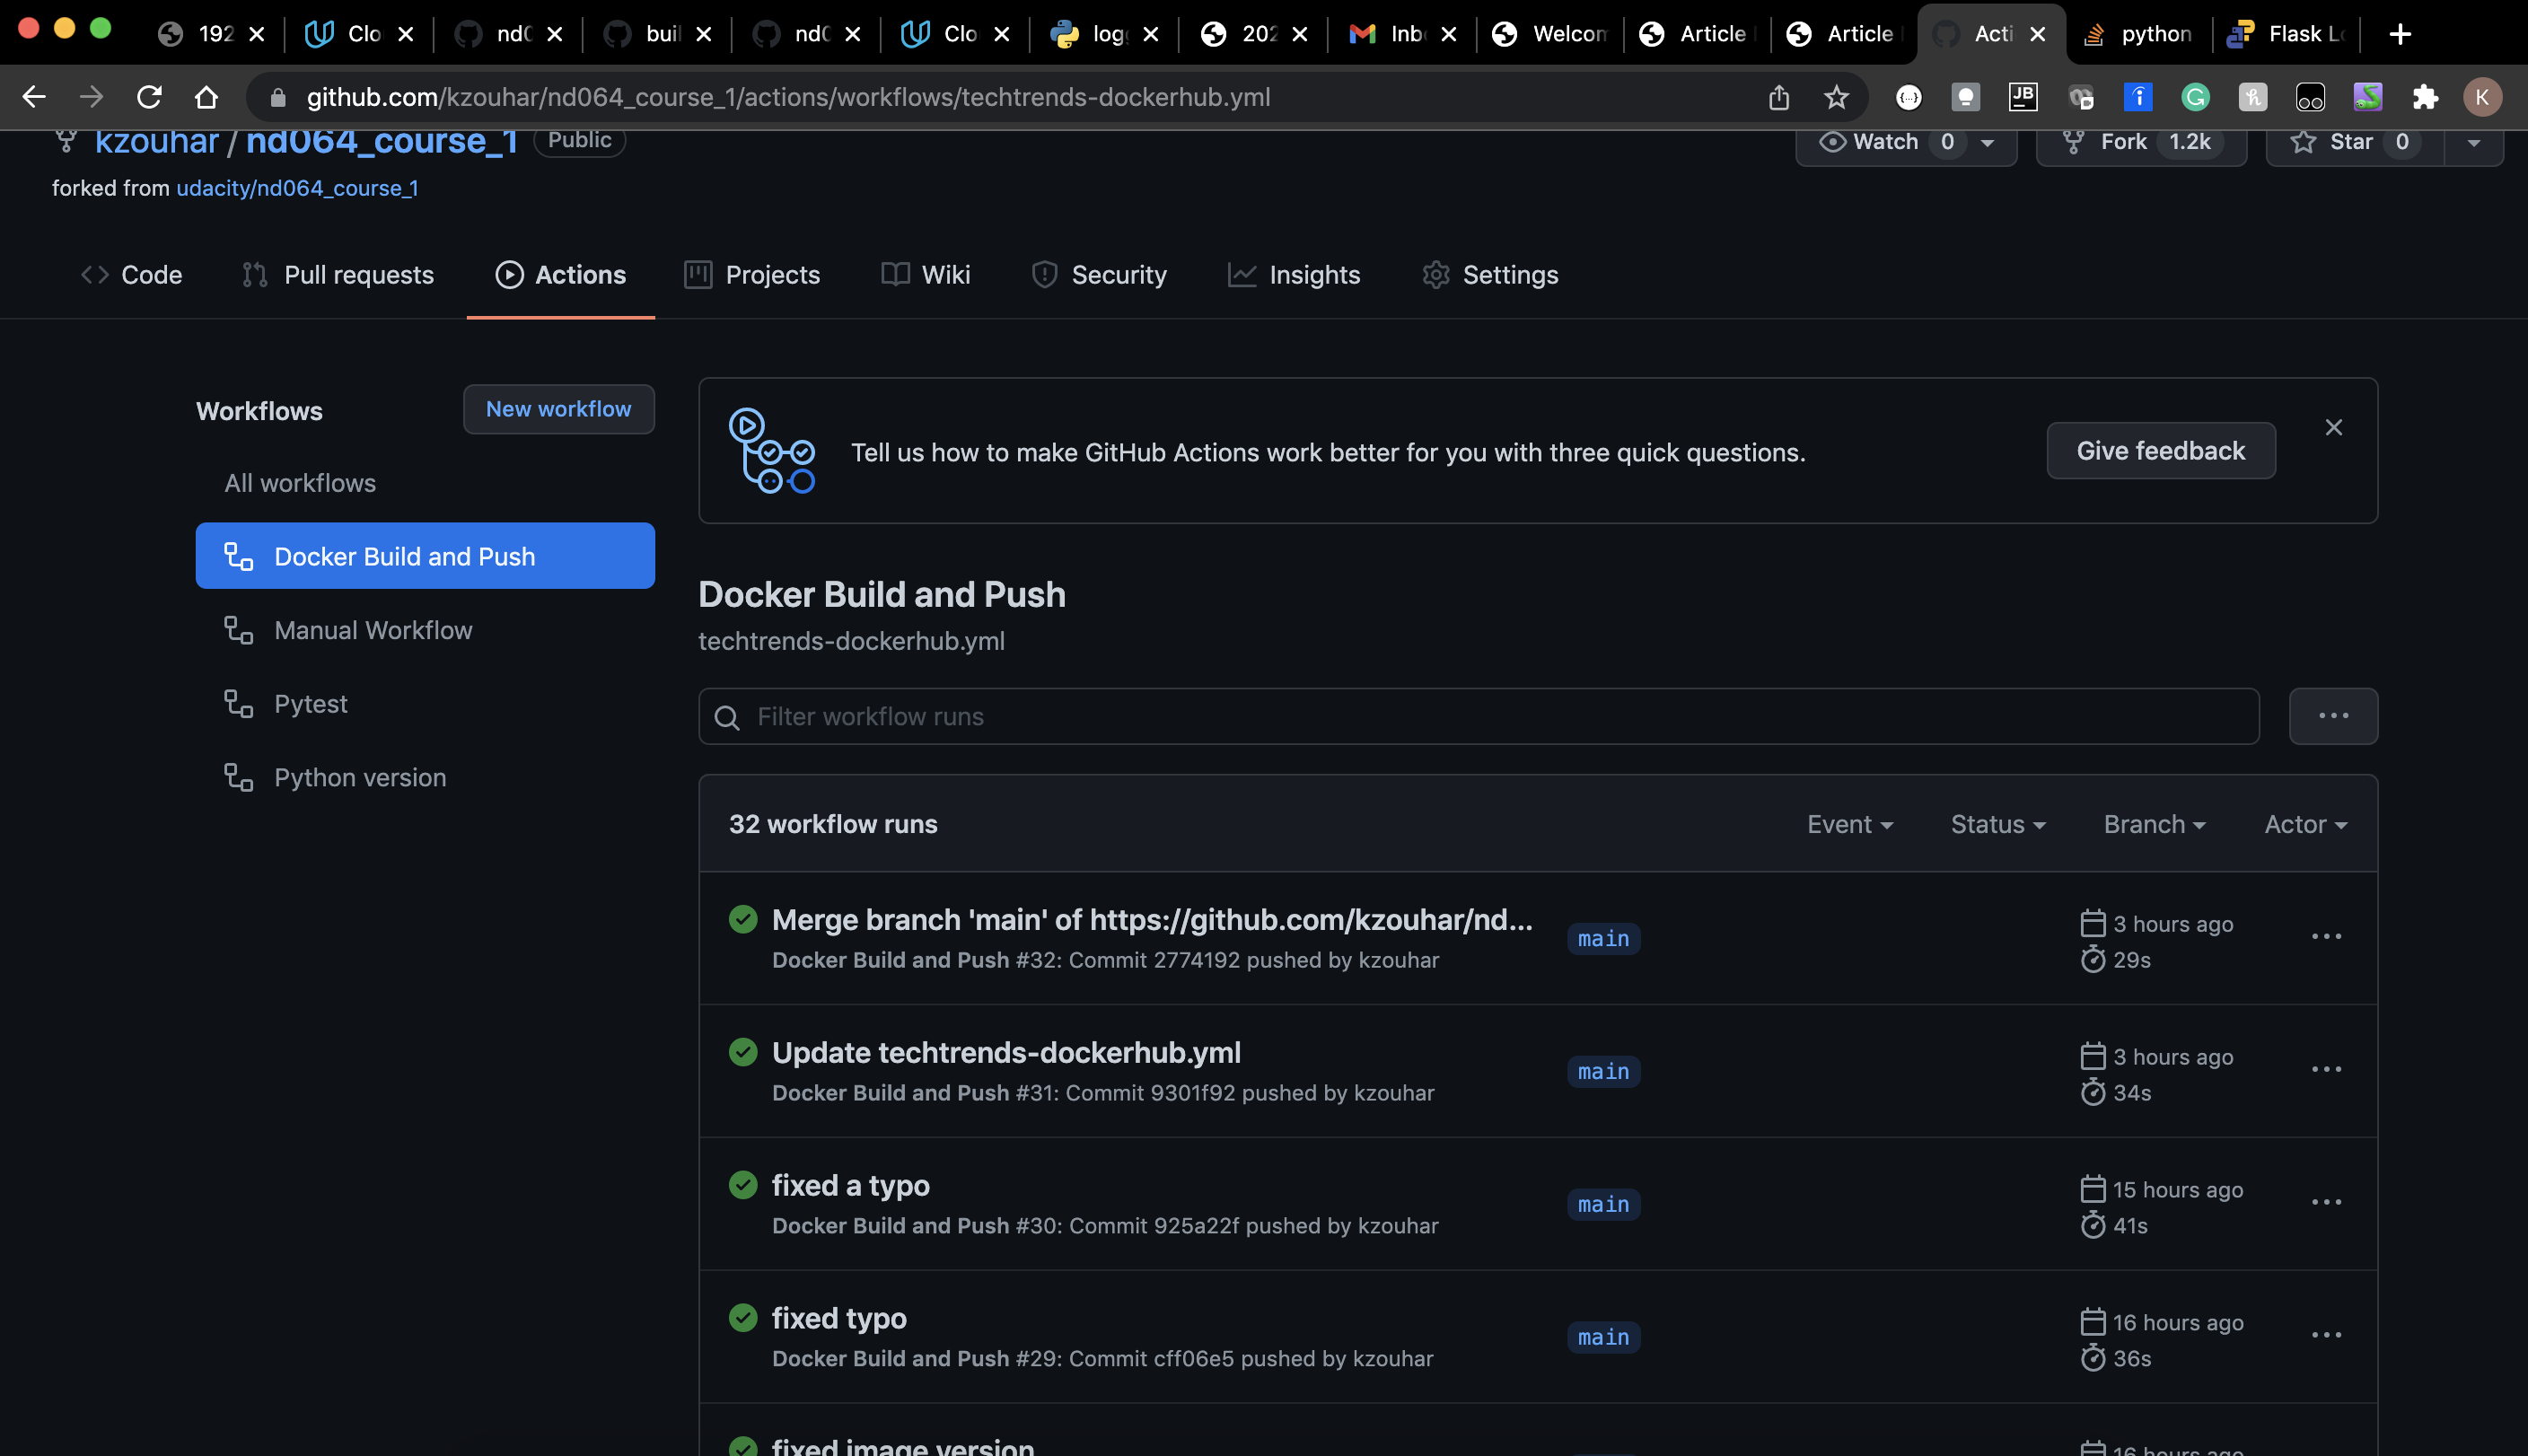 192 Clo nd0 buil nd0 Clo log 202 Inb Welcom Article Article Acti python Flask Lo
github.com/kzouhar/nd064_course_1/actions/workflows/techtrends-dockerhub.yml
JB K
kzouhar / nd064_course_1 Public
Watch 0 Fork 1.2k Star 0
forked from udacity/nd064_course_1
Code Pull requests Actions Projects Wiki Security Insights Settings
Workflows New workflow
All workflows
Docker Build and Push
Manual Workflow
Pytest
Python version
Tell us how to make GitHub Actions work better for you with three quick questions. Give feedback
Docker Build and Push
techtrends-dockerhub.yml
Filter workflow runs
32 workflow runs Event Status Branch Actor
Merge branch 'main' of https://github.com/kzouhar/nd... main 3 hours ago
Docker Build and Push #32: Commit 2774192 pushed by kzouhar 29s
Update techtrends-dockerhub.yml main 3 hours ago
Docker Build and Push #31: Commit 9301f92 pushed by kzouhar 34s
fixed a typo main 15 hours ago
Docker Build and Push #30: Commit 925a22f pushed by kzouhar 41s
fixed typo main 16 hours ago
Docker Build and Push #29: Commit cff06e5 pushed by kzouhar 36s
fixed image version 16 hours ago